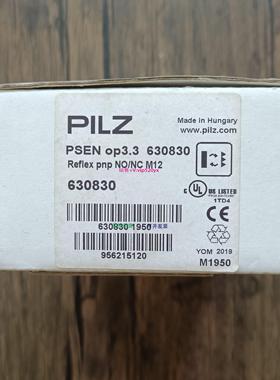 PILZ
Made in Hungary
www.pilz.com
PSEN op3.3 630830
Reflex pnp NO/NC M12
630830
C UL US LISTED
1TD4
630830 1950
956215120
YOM 2019
M1950